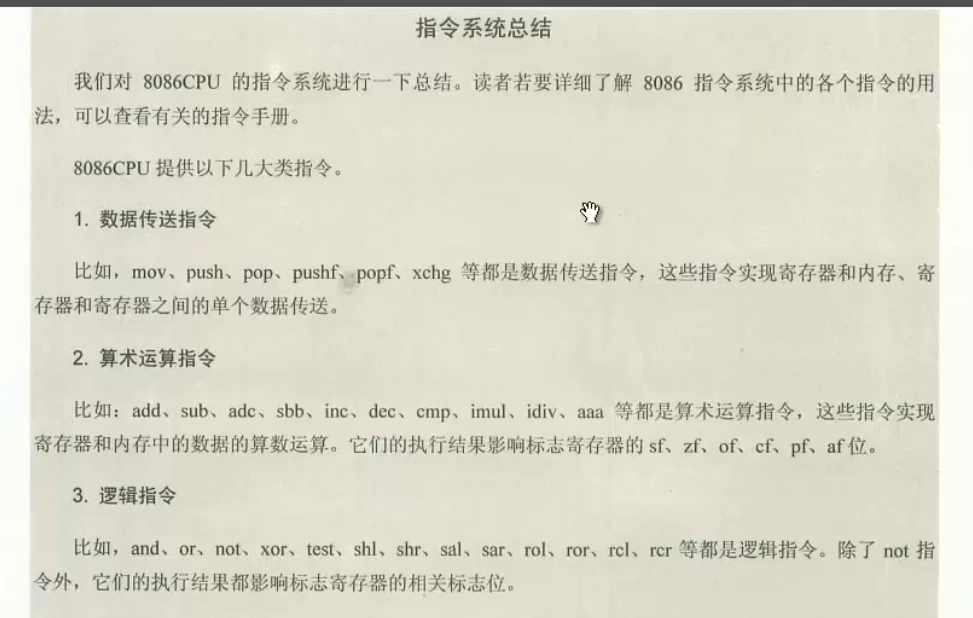 指令系统总结
我们对 8086CPU 的指令系统进行一下总结。读者若要详细了解 8086 指令系统中的各个指令的用
法，可以查看有关的指令手册。
8086CPU 提供以下几大类指令。
1. 数据传送指令
比如，mov、push、pop、pushf、popf、xchg 等都是数据传送指令，这些指令实现寄存器和内存、寄
存器和寄存器之间的单个数据传送。
2. 算术运算指令
比如：add、sub、adc、sbb、inc、dec、cmp、imul、idiv、aaa 等都是算术运算指令，这些指令实现
寄存器和内存中的数据的算数运算。它们的执行结果影响标志寄存器的 sf、zf、of、cf、pf、af 位。
3. 逻辑指令
比如，and、or、not、xor、test、shl、shr、sal、sar、rol、ror、rcl、rcr 等都是逻辑指令。除了 not 指
令外，它们的执行结果都影响标志寄存器的相关标志位。